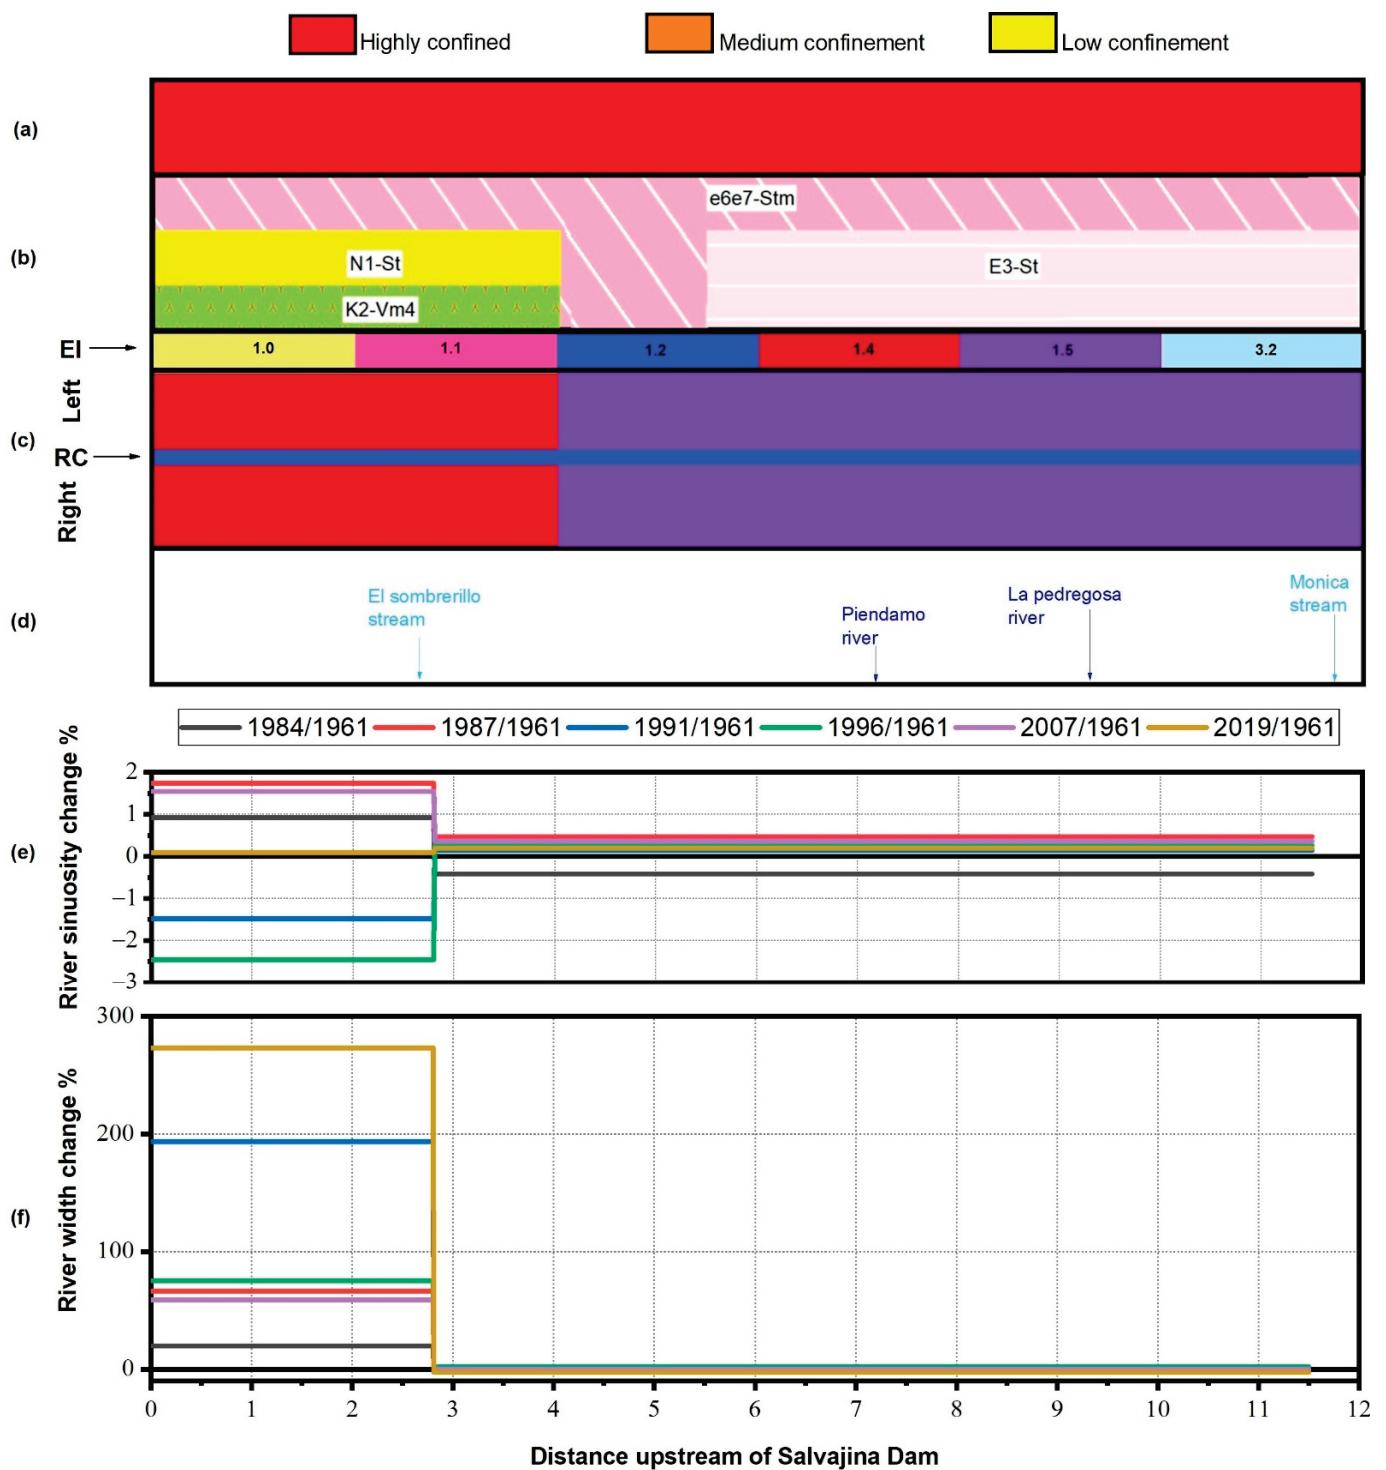 Highly confined Medium confinement Low confinement
(a)
e6e7-Stm
(b)
N1-St E3-St
K2-Vm4
EI 1.0 1.1 1.2 1.4 1.5 3.2
Left
(c)
RC
Right
(d)
El sombrerillo
stream
Piendamo
river
La pedregosa
river
Monica
stream
1984/1961 1987/1961 1991/1961 1996/1961 2007/1961 2019/1961
(e)
River sinuosity change %
2
1
0
−1
−2
−3
(f)
River width change %
300
200
100
0
0 1 2 3 4 5 6 7 8 9 10 11 12
Distance upstream of Salvajina Dam